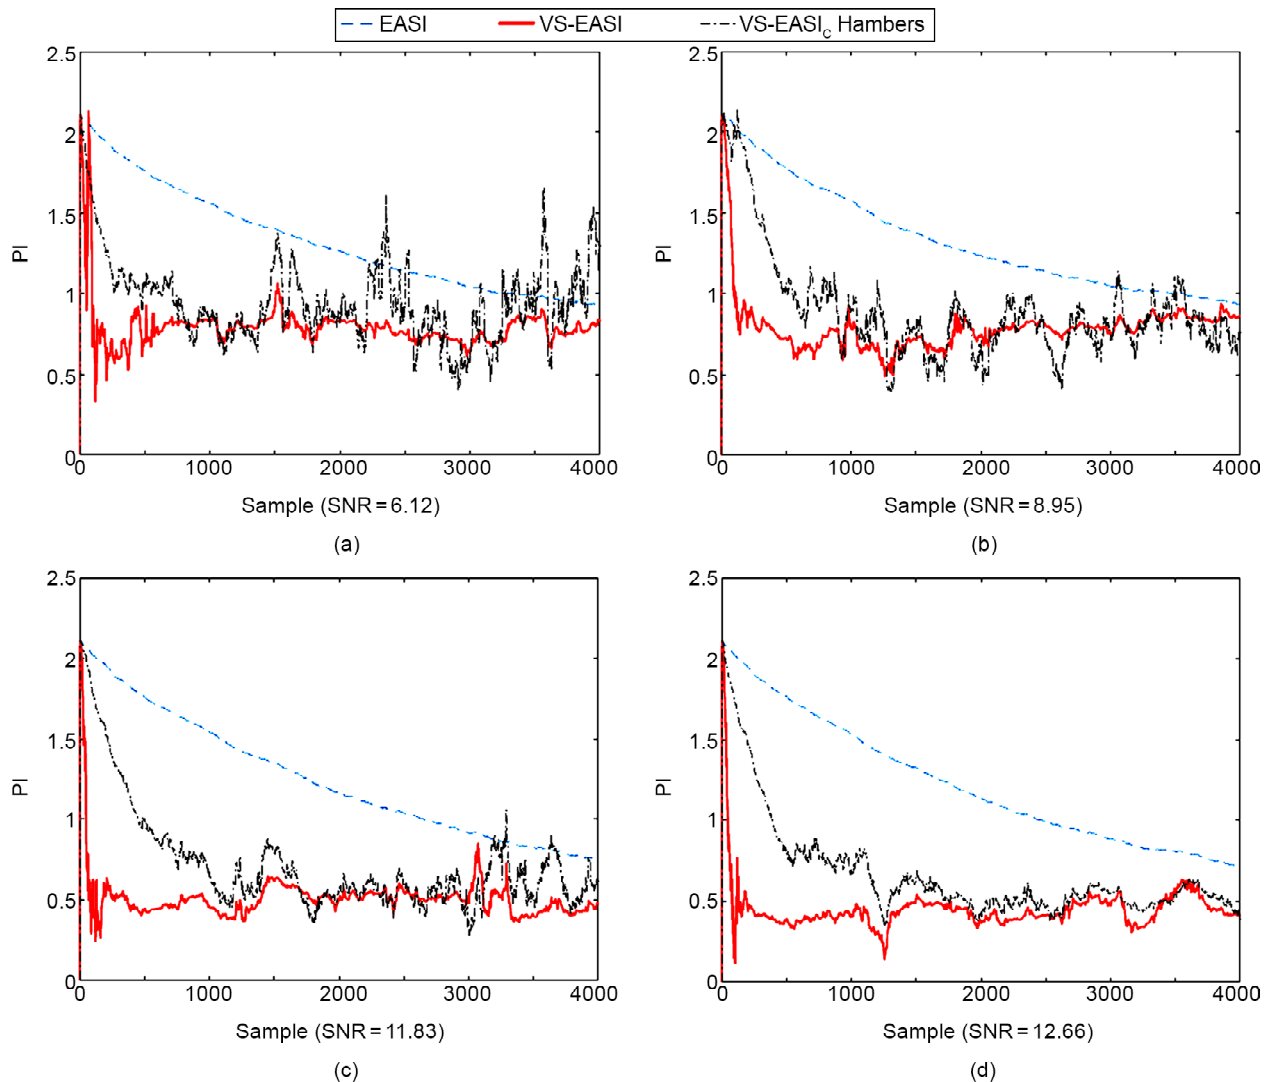 EASI VS-EASI VS-EASI_C Hambers
2.5 2.5
2 2
1.5 1.5
PI PI
1 1
0.5 0.5
0 0
0 1000 2000 3000 4000 0 1000 2000 3000 4000
Sample (SNR = 6.12) Sample (SNR = 8.95)
(a) (b)
2.5 2.5
2 2
1.5 1.5
PI PI
1 1
0.5 0.5
0 0
0 1000 2000 3000 4000 0 1000 2000 3000 4000
Sample (SNR = 11.83) Sample (SNR = 12.66)
(c) (d)